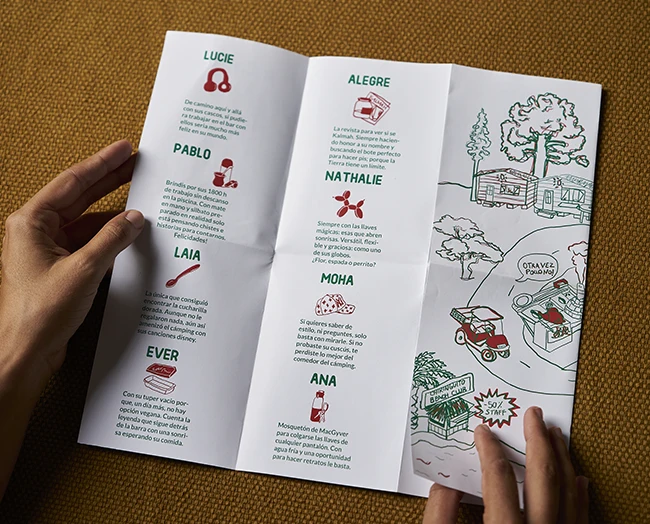 LUCIE
De camino aquí y allá
con sus cascos, si pudie-
ra trabajar en el bar con
ellos sería mucho más
feliz en su mundo.
PABLO
Brindis por sus 1800 h
de trabajo sin descanso
en la piscina. Con mate
en mano y silbato pre-
parado en realidad solo
está pensando chistes e
historias para contarnos.
Felicidades!
LAIA
La única que consiguió
encontrar la cucharilla
dorada. Aunque no le
regalaron nada, aún así
amenizó el cámping con
sus canciones disney.
EVER
Con su tuper vacío por-
que, un día más, no hay
opción vegana. Cuenta la
leyenda que sigue detrás
de la barra con una sonri-
sa esperando su comida.
ALEGRE
La revista para ver si se
Kalmah. Siempre hacien-
do honor a su nombre y
buscando el bote perfecto
para hacer pis; porque la
Tierra tiene un límite.
NATHALIE
Siempre con las llaves
mágicas: esas que abren
sonrisas. Versátil, flexi-
ble y graciosa: como uno
de sus globos.
¿Flor, espada o perrito?
MOHA
Si quieres saber de
estilo, ni preguntes, solo
basta con mirarle. Si no
probaste su cuscús, te
perdiste lo mejor del
comedor del cámping.
ANA
Mosquetón de MacGyver
para colgarse las llaves de
cualquier pantalón. Con
agua fría y una oportunidad
para hacer retratos le basta.
OTRA VEZ
POLLO NO!
CHIRINGUITO
BEACH CLUB
-50%
STAFF